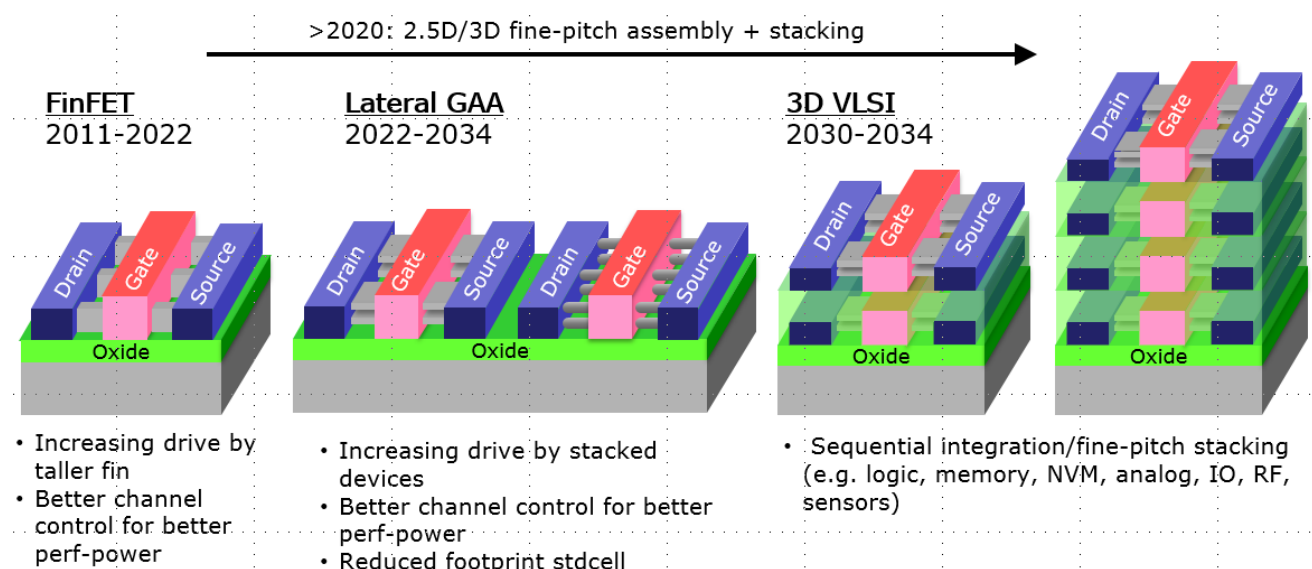 >2020: 2.5D/3D fine-pitch assembly + stacking
FinFET
2011-2022
Drain
Gate
Source
Oxide
• Increasing drive by
taller fin
• Better channel
control for better
perf-power
Lateral GAA
2022-2034
Drain
Gate
Source
Drain
Gate
Source
Oxide
• Increasing drive by stacked
devices
• Better channel control for better
perf-power
• Reduced footprint stdcell
3D VLSI
2030-2034
Drain
Gate
Source
Oxide
Drain
Gate
Source
Oxide
• Sequential integration/fine-pitch stacking
(e.g. logic, memory, NVM, analog, IO, RF,
sensors)